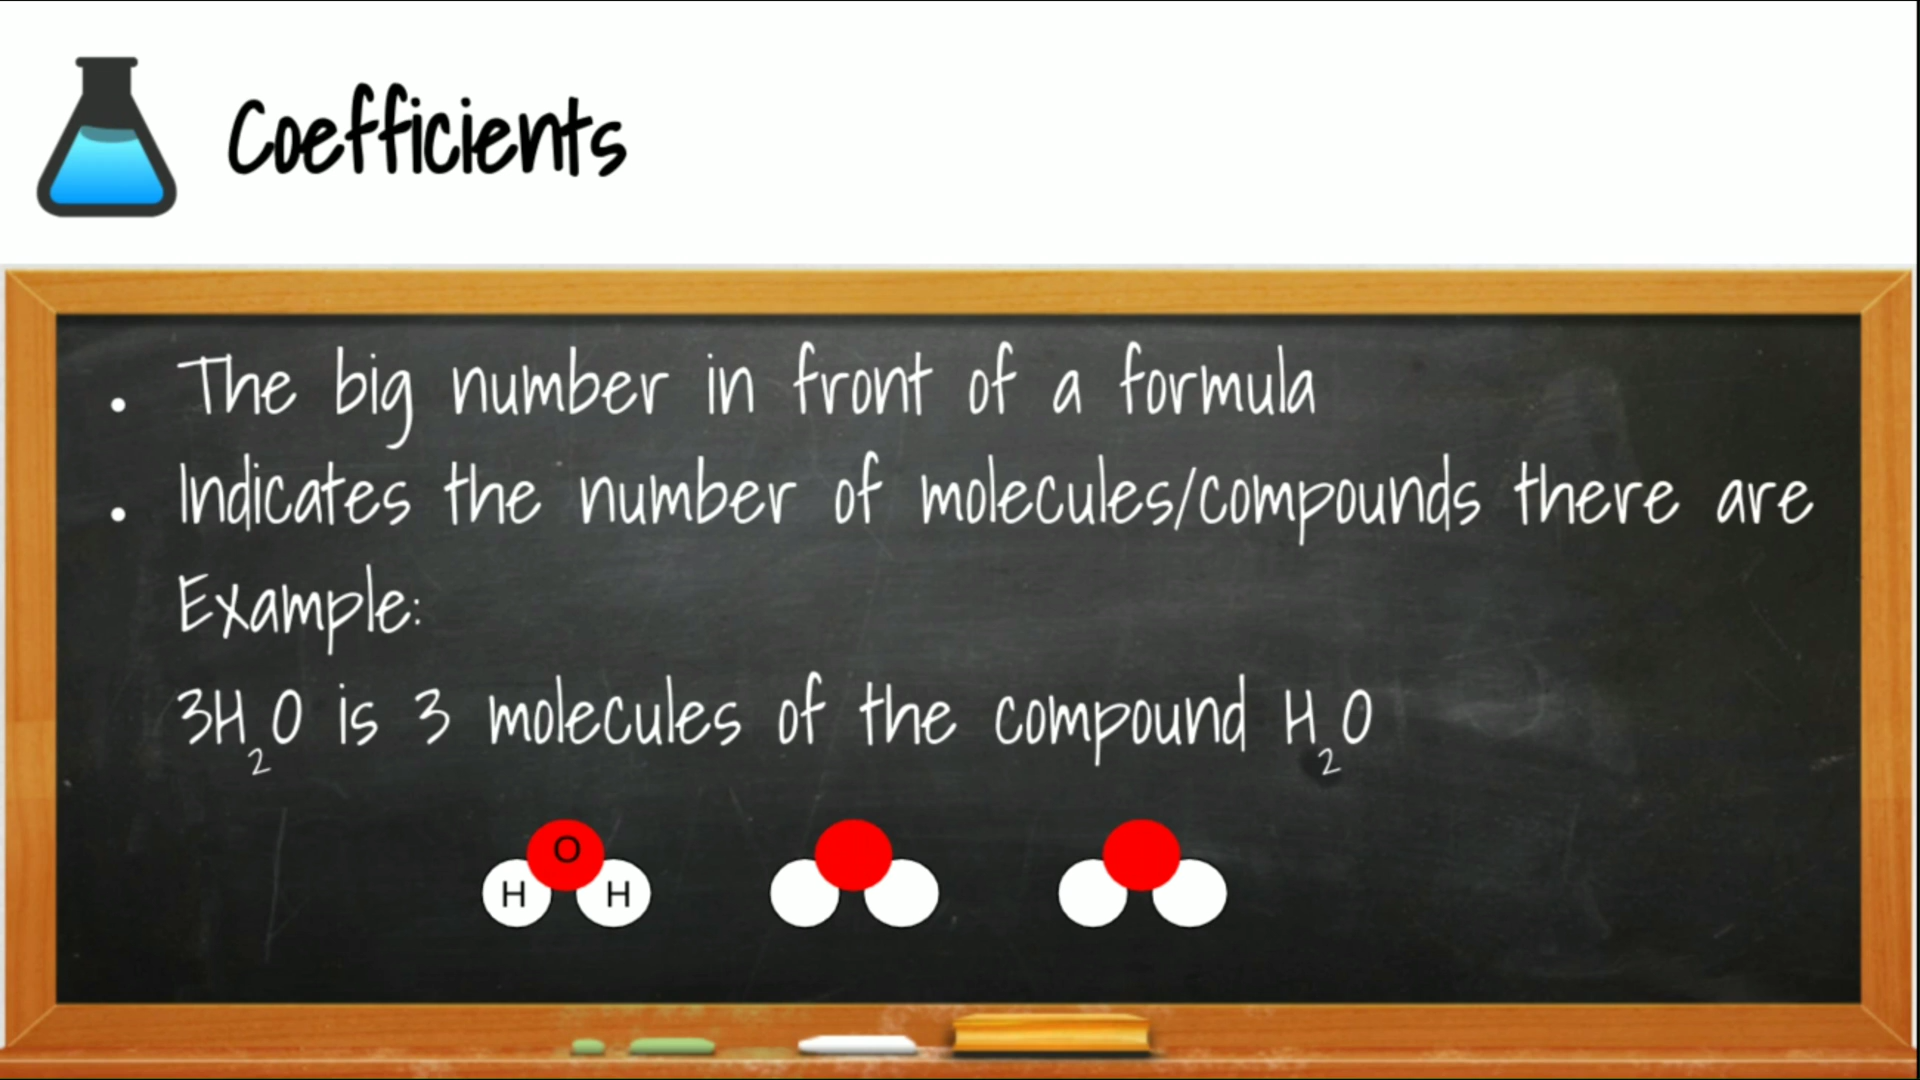 Coefficients
• The big number in front of a formula
• Indicates the number of molecules/compounds there are
Example:
3H₂O is 3 molecules of the compound H₂O
O
H H